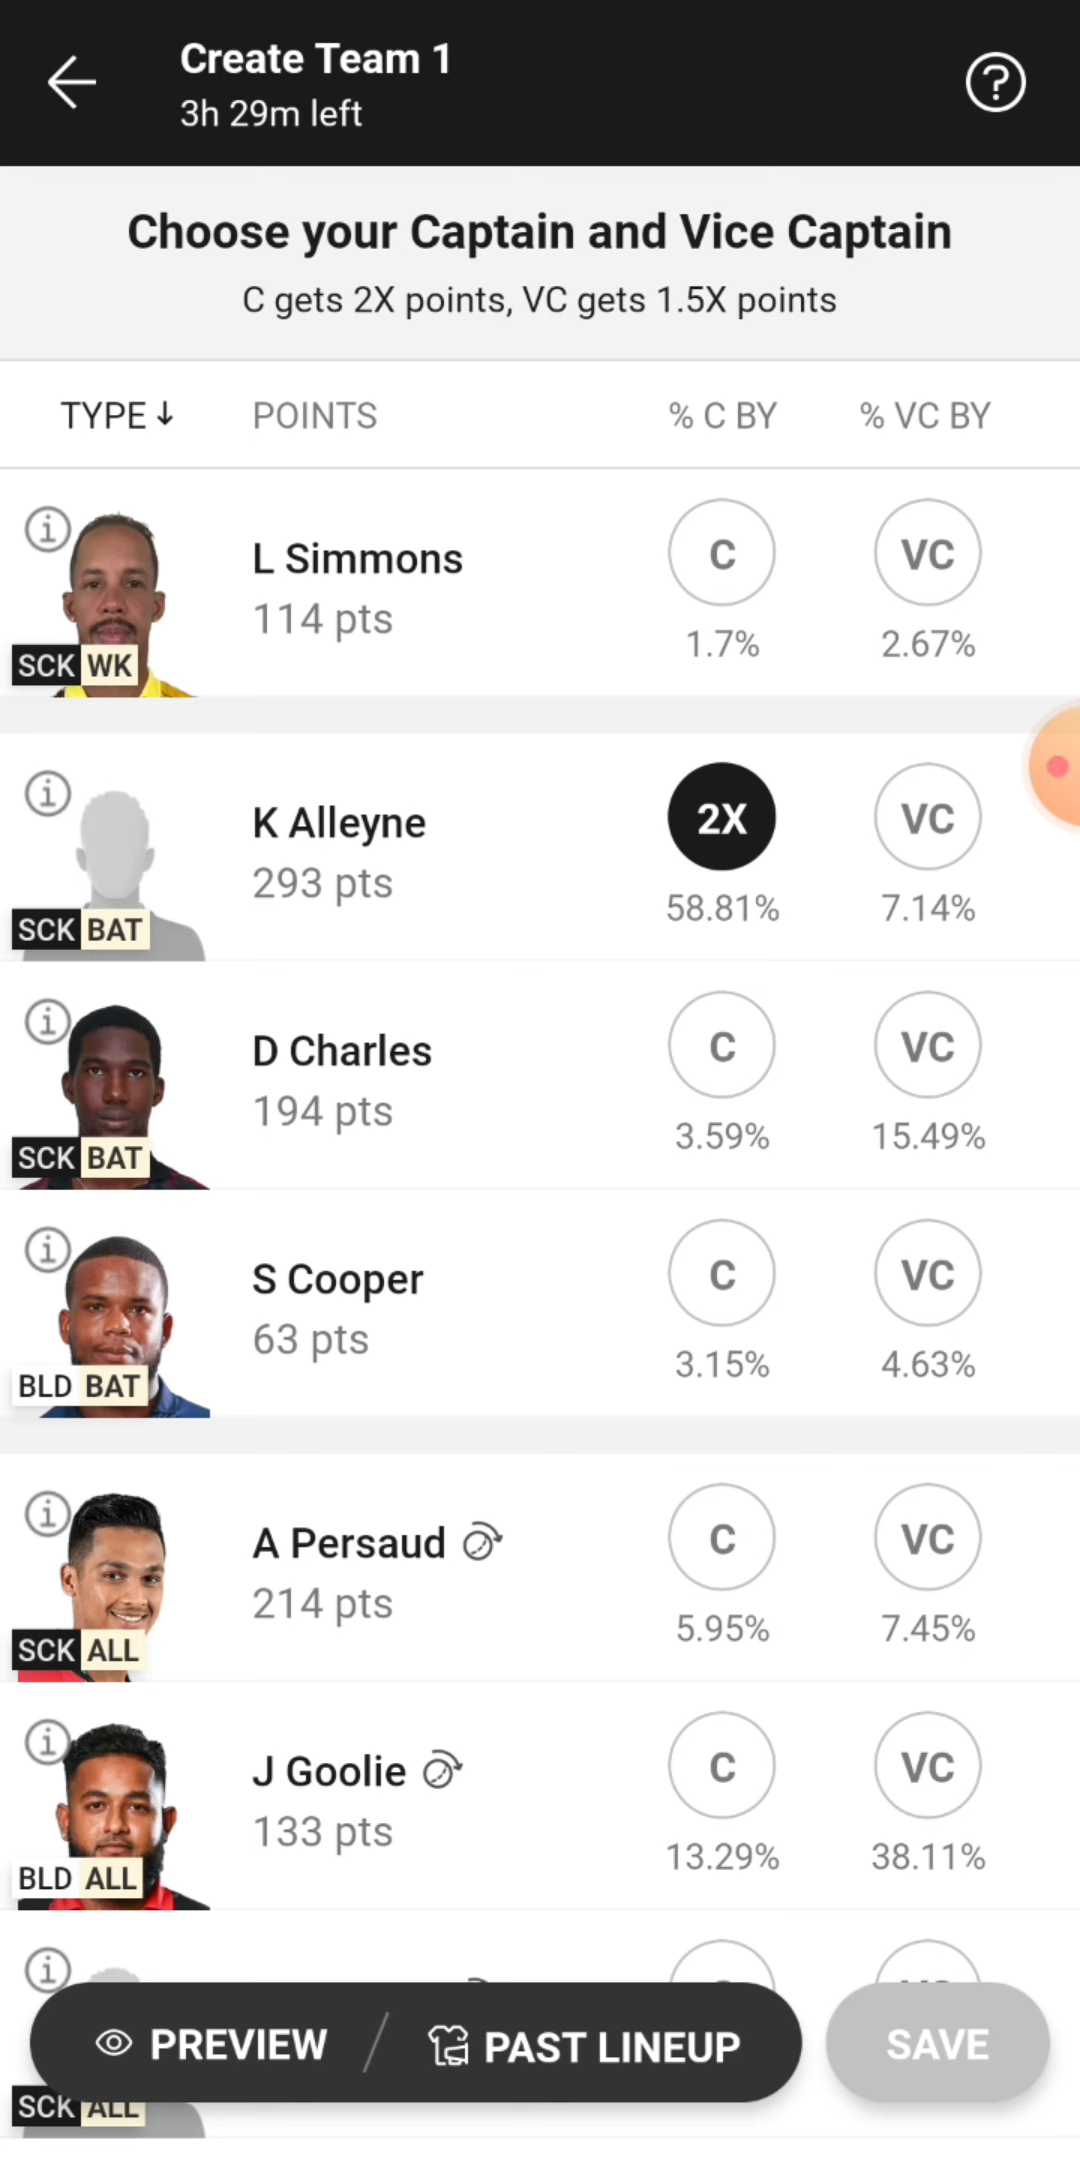 Create Team 1
3h 29m left
Choose your Captain and Vice Captain
C gets 2X points, VC gets 1.5X points
TYPE↓ POINTS % C BY % VC BY
L Simmons C VC
114 pts 1.7% 2.67%
SCK WK
K Alleyne 2X VC
293 pts 58.81% 7.14%
SCK BAT
D Charles C VC
194 pts 3.59% 15.49%
SCK BAT
S Cooper C VC
63 pts 3.15% 4.63%
BLD BAT
A Persaud C VC
214 pts 5.95% 7.45%
SCK ALL
J Goolie C VC
133 pts 13.29% 38.11%
BLD ALL
PREVIEW / PAST LINEUP SAVE
SCK ALL